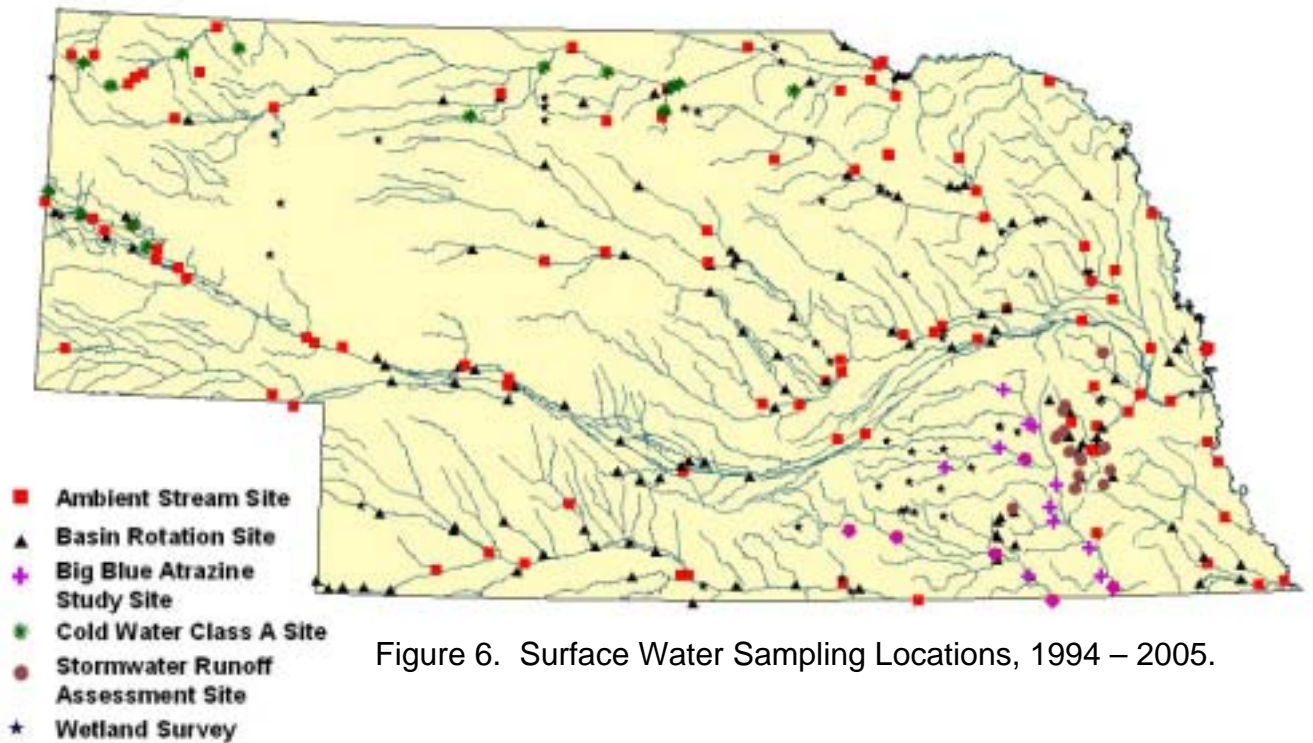 Ambient Stream Site
Basin Rotation Site
Big Blue Atrazine
Study Site
Cold Water Class A Site
Stormwater Runoff
Assessment Site
Wetland Survey
Figure 6.  Surface Water Sampling Locations, 1994 – 2005.